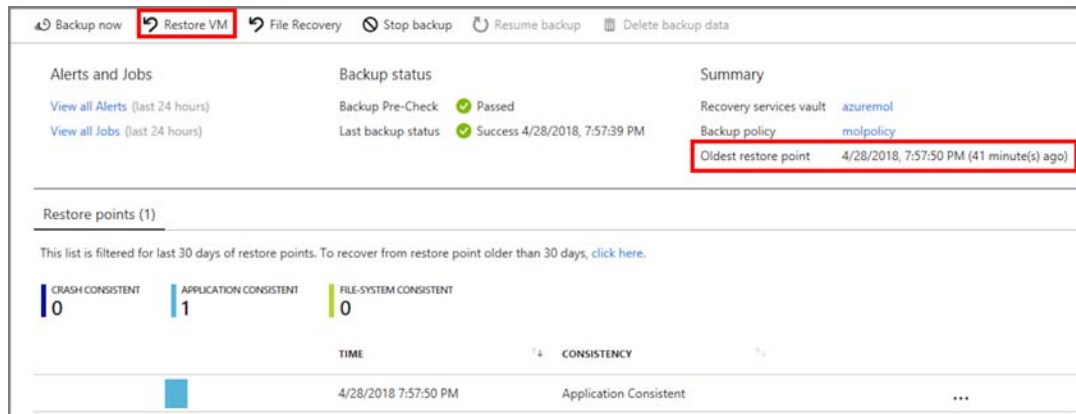 Backup now Restore VM File Recovery Stop backup Resume backup Delete backup data
Alerts and Jobs Backup status Summary
View all Alerts (last 24 hours) Backup Pre-Check Passed Recovery services vault azuremol
View all Jobs (last 24 hours) Last backup status Success 4/28/2018, 7:57:39 PM Backup policy molpolicy
Oldest restore point 4/28/2018, 7:57:50 PM (41 minute(s) ago)
Restore points (1)
This list is filtered for last 30 days of restore points. To recover from restore point older than 30 days, click here.
CRASH CONSISTENT APPLICATION CONSISTENT FILE-SYSTEM CONSISTENT
0 1 0
TIME CONSISTENCY
4/28/2018 7:57:50 PM Application Consistent ...